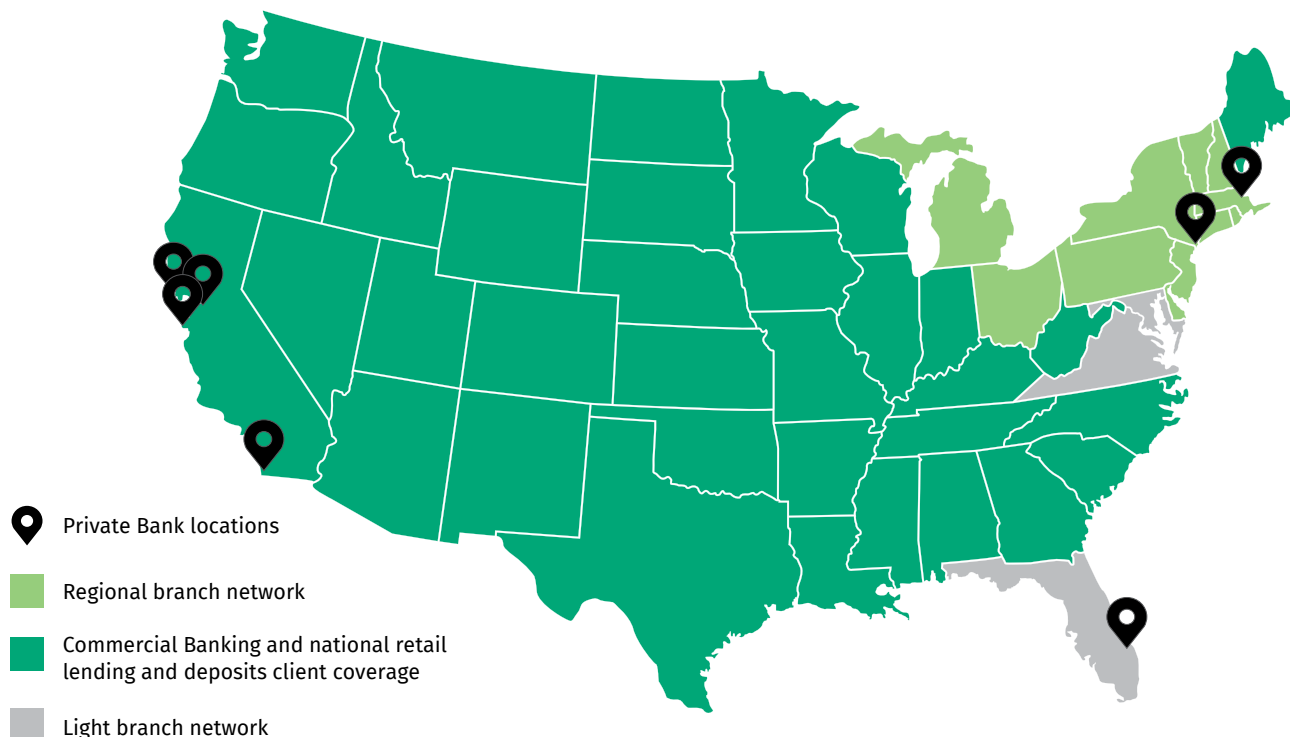 Private Bank locations
Regional branch network
Commercial Banking and national retail
lending and deposits client coverage
Light branch network